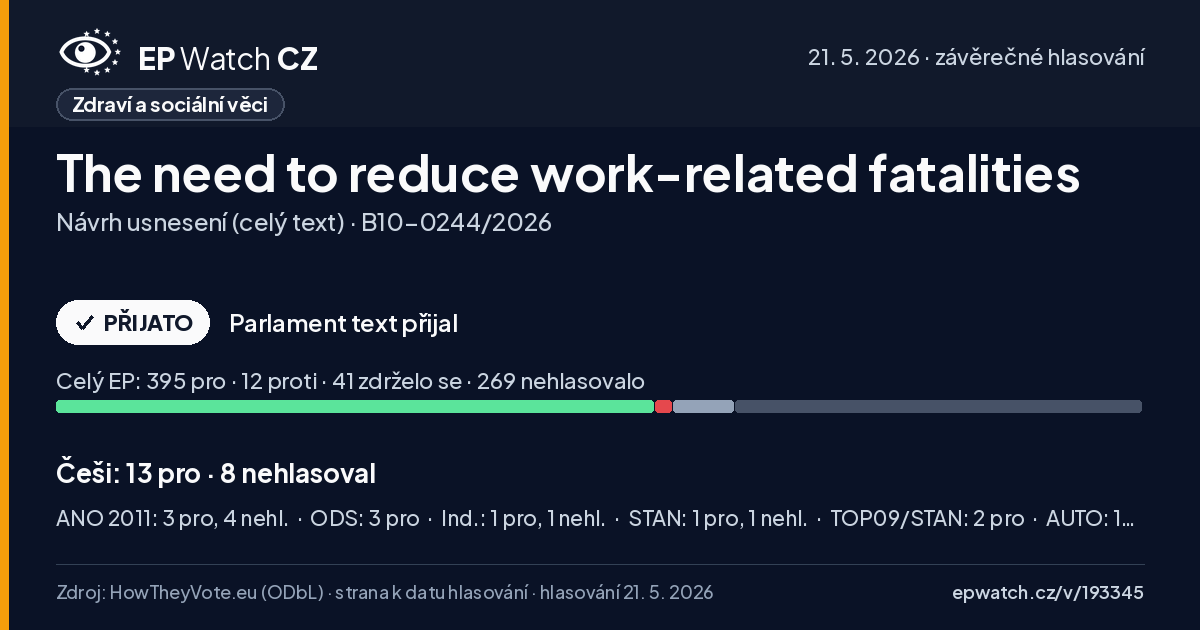 EP Watch CZ
21. 5. 2026 · závěrečné hlasování
Zdraví a sociální věci
The need to reduce work-related fatalities
Návrh usnesení (celý text) · B10-0244/2026
✓ PŘIJATO
Parlament text přijal
Celý EP: 395 pro · 12 proti · 41 zdrželo se · 269 nehlasovalo
Češi: 13 pro · 8 nehlasoval
ANO 2011: 3 pro, 4 nehl. · ODS: 3 pro · Ind.: 1 pro, 1 nehl. · STAN: 1 pro, 1 nehl. · TOP09/STAN: 2 pro · AUTO: 1…
Zdroj: HowTheyVote.eu (ODbL) · strana k datu hlasování · hlasování 21. 5. 2026
epwatch.cz/v/193345